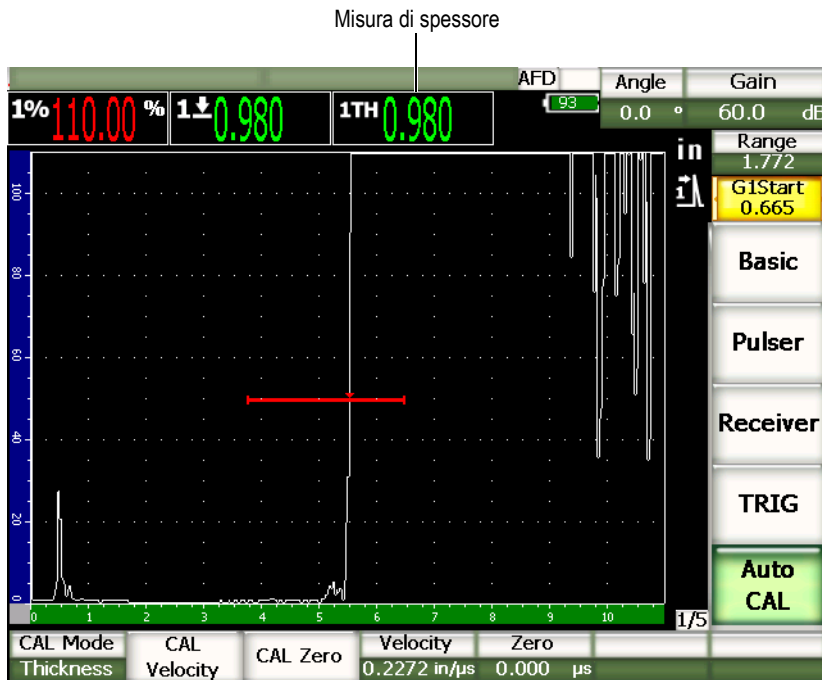 Misura di spessore
AFD
Angle
Gain
1% 110.00 %
1 0.980
1TH 0.980
93
0.0 º
60.0 dB
in
Range
1.772
1
G1Start
0.665
Basic
Pulser
Receiver
TRIG
Auto
CAL
100
80
60
40
20
0
0 1 2 3 4 5 6 7 8 9 10
1/5
CAL Mode
Thickness
CAL
Velocity
CAL Zero
Velocity
0.2272 in/µs
Zero
0.000 µs